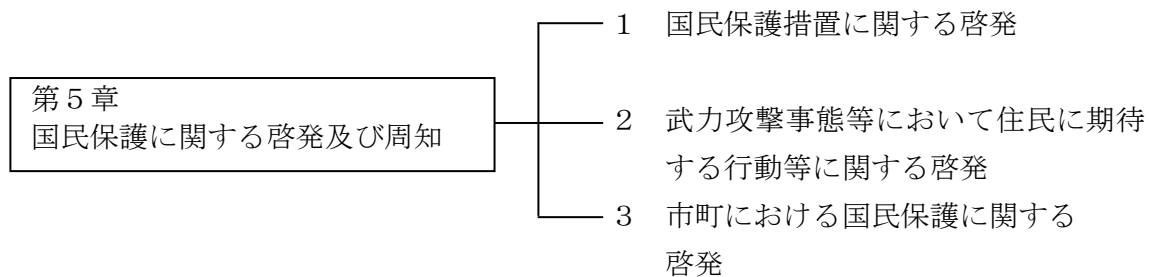 第５章
国民保護に関する啓発及び周知
１　国民保護措置に関する啓発
２　武力攻撃事態等において住民に期待
する行動等に関する啓発
３　市町における国民保護に関する
啓発